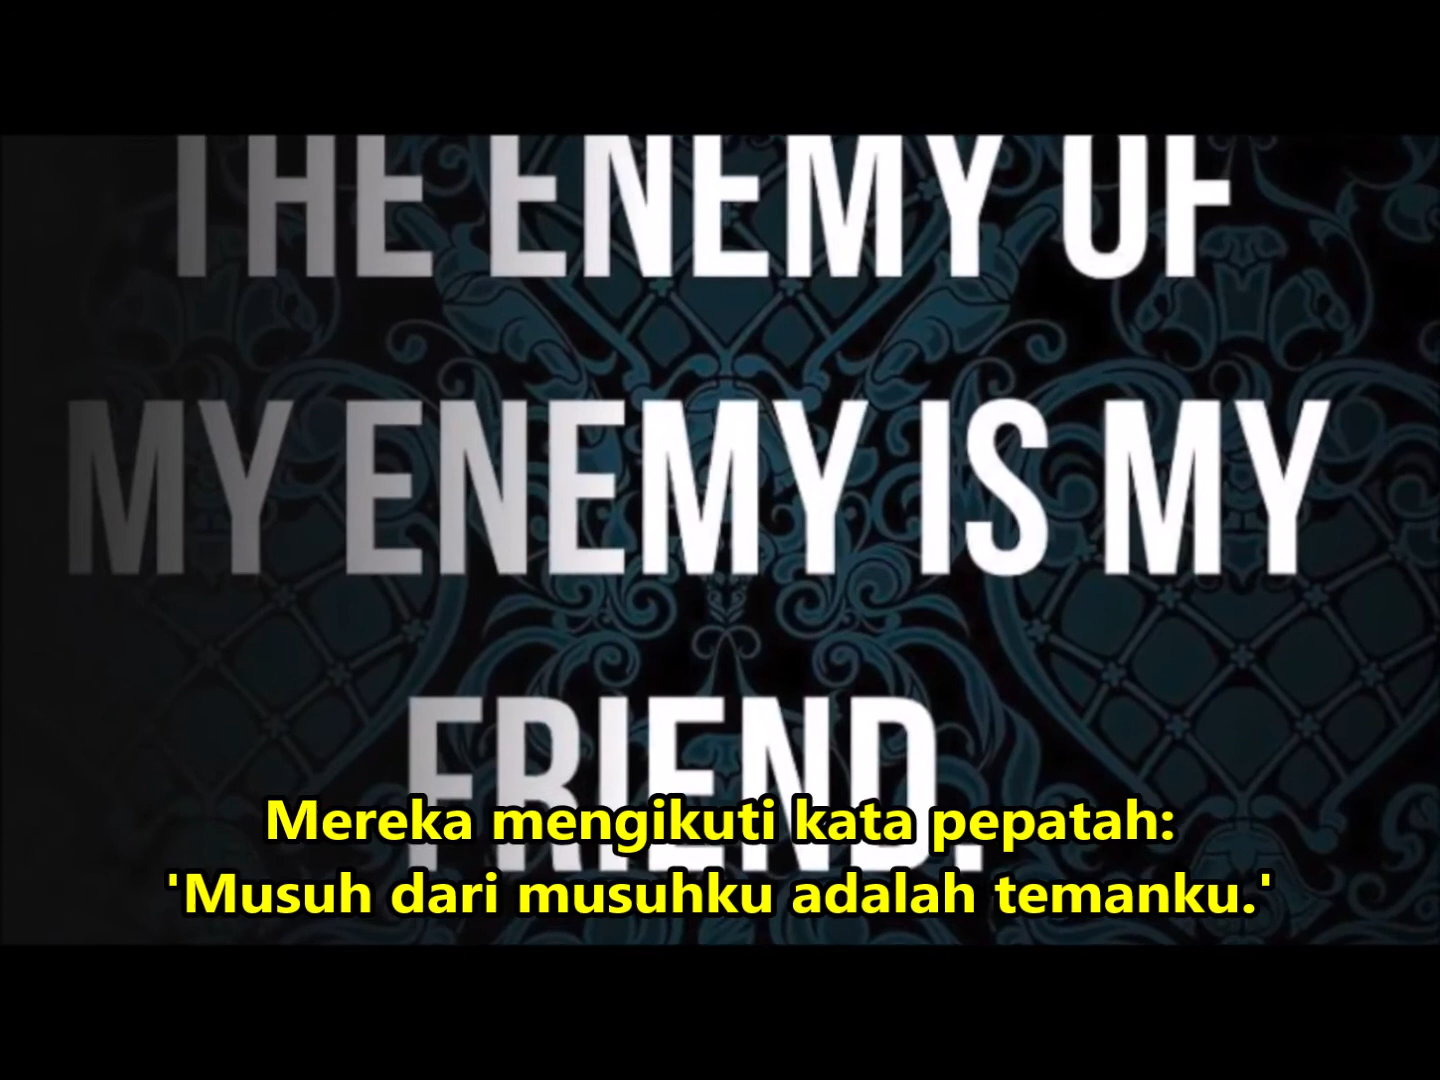 THE ENEMY OF
MY ENEMY IS MY
FRIEND.
Mereka mengikuti kata pepatah:
'Musuh dari musuhku adalah temanku.'